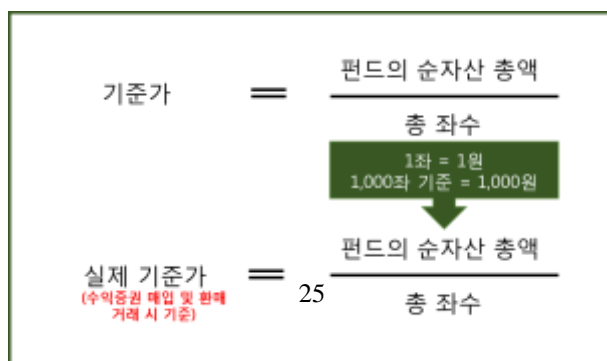 기준가 = 펀드의 순자산 총액
총 좌수
1좌 = 1원
1,000좌 기준 = 1,000원
실제 기준가 = 펀드의 순자산 총액
(수익증권 매입 및 환매
거래 시 기준)
25
총 좌수